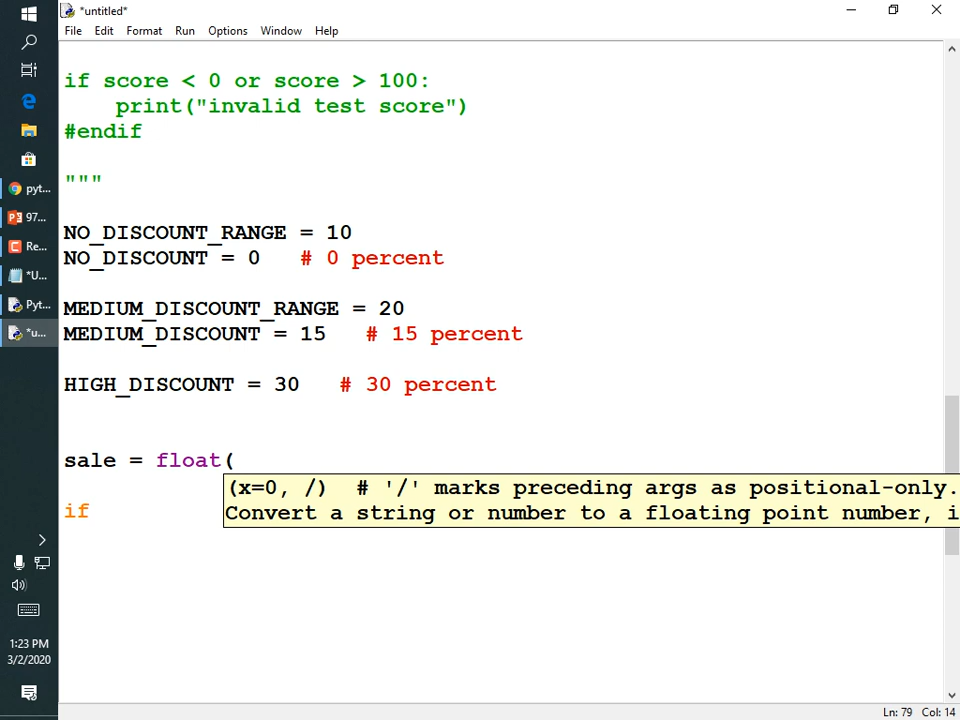 *untitled*
File Edit Format Run Options Window Help
if score < 0 or score > 100:
    print("invalid test score")
#endif
"""
NO_DISCOUNT_RANGE = 10
NO_DISCOUNT = 0   # 0 percent
MEDIUM_DISCOUNT_RANGE = 20
MEDIUM_DISCOUNT = 15   # 15 percent
HIGH_DISCOUNT = 30   # 30 percent
sale = float(
(x=0, /)  # '/' marks preceding args as positional-only.
Convert a string or number to a floating point number, i
if
pyt...
97...
Re...
*U...
Pyt...
*u...
1:23 PM
3/2/2020
Ln: 79 Col: 14